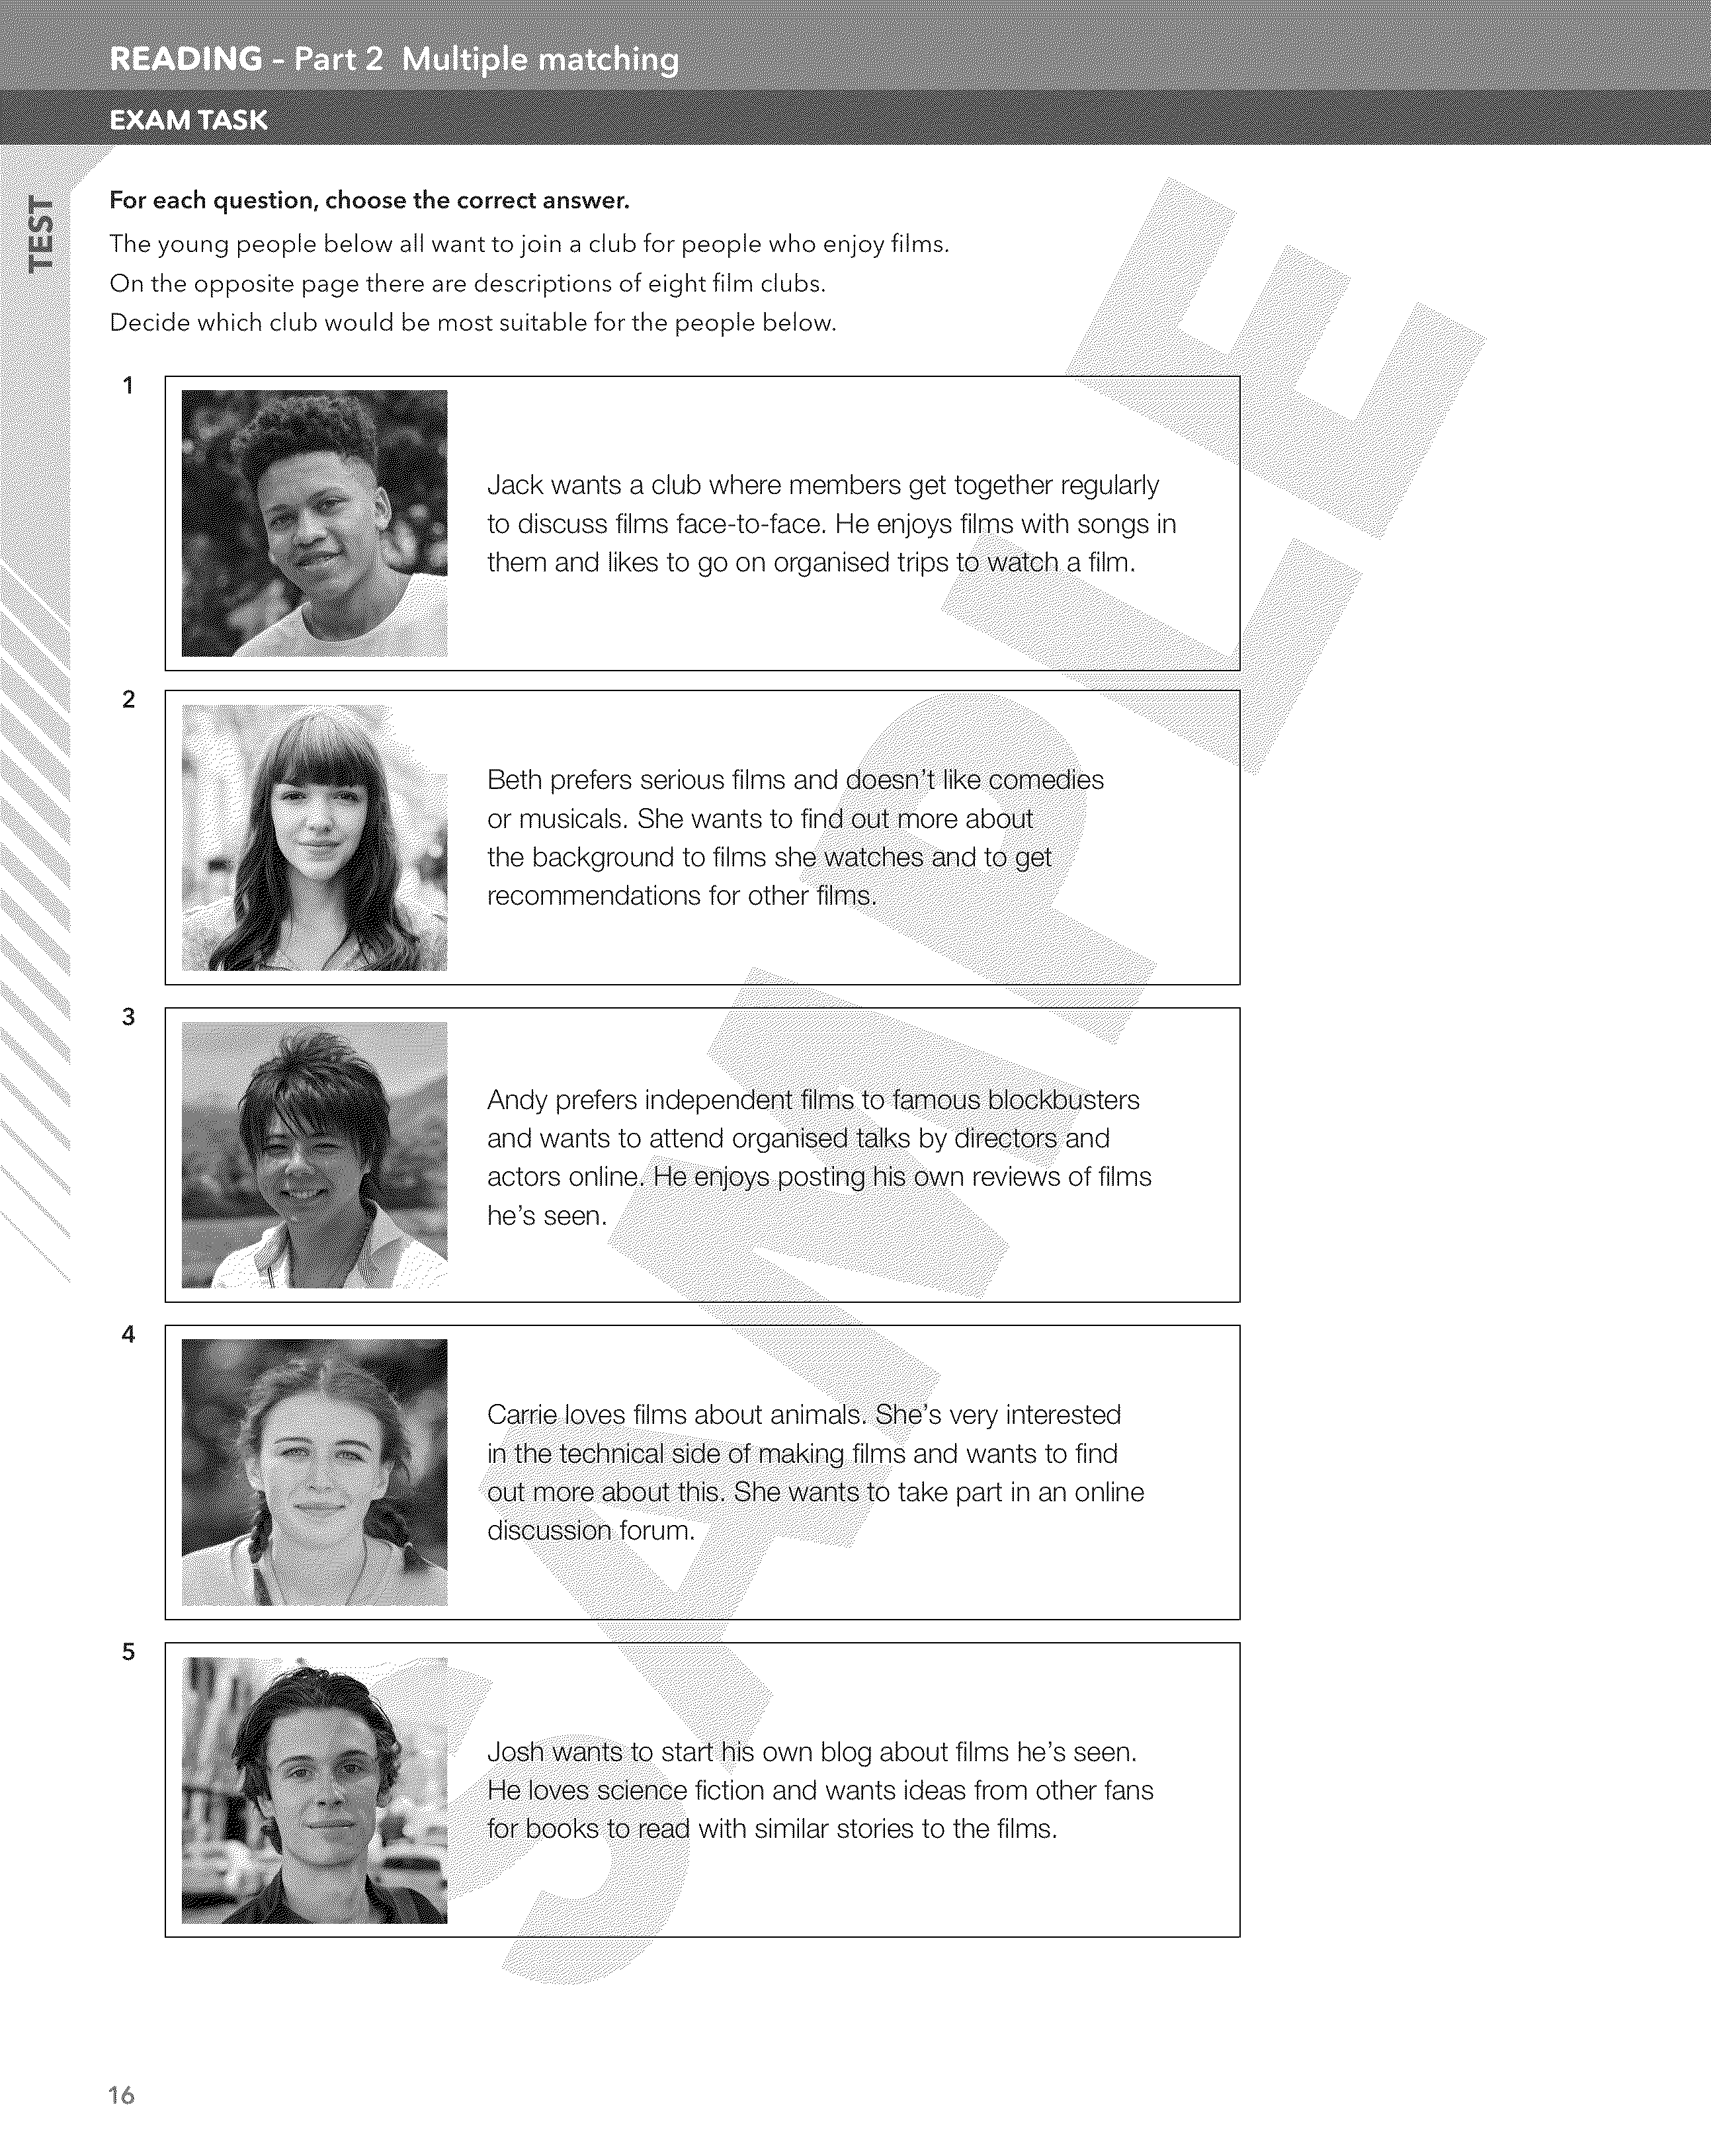 READING – Part 2 Multiple matching
EXAM TASK
TEST
For each question, choose the correct answer.
The young people below all want to join a club for people who enjoy films.
On the opposite page there are descriptions of eight film clubs.
Decide which club would be most suitable for the people below.
1
Jack wants a club where members get together regularly
to discuss films face-to-face. He enjoys films with songs in
them and likes to go on organised trips to watch a film.
2
Beth prefers serious films and doesn't like comedies
or musicals. She wants to find out more about
the background to films she watches and to get
recommendations for other films.
3
Andy prefers independent films to famous blockbusters
and wants to attend organised talks by directors and
actors online. He enjoys posting his own reviews of films
he's seen.
4
Carrie loves films about animals. She's very interested
in the technical side of making films and wants to find
out more about this. She wants to take part in an online
discussion forum.
5
Josh wants to start his own blog about films he's seen.
He loves science fiction and wants ideas from other fans
for books to read with similar stories to the films.
SAMPLE
16